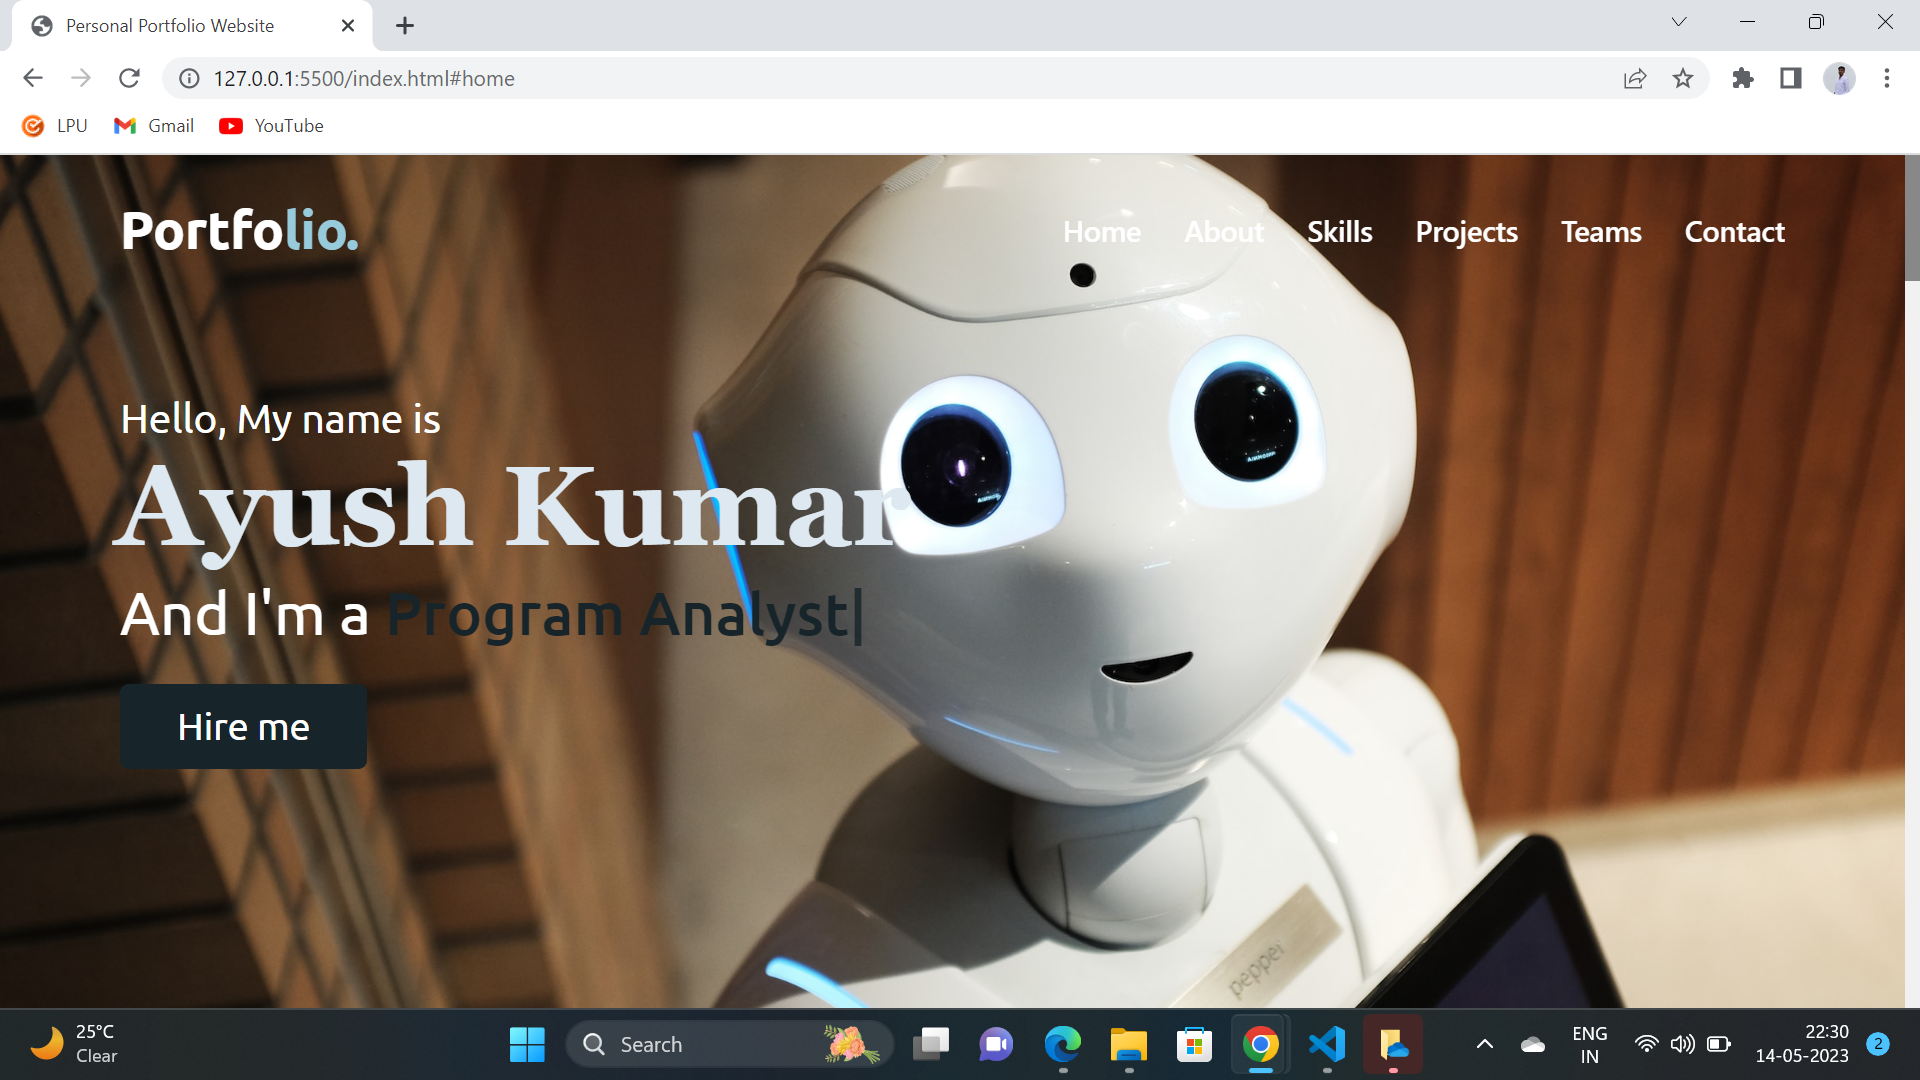 Personal Portfolio Website
127.0.0.1:5500/index.html#home
LPU Gmail YouTube
Portfolio. Home About Skills Projects Teams Contact
Hello, My name is
Ayush Kumar
And I'm a Program Analyst|
Hire me
pepper
25°C
Clear
Search
ENG
IN
22:30
14-05-2023
2